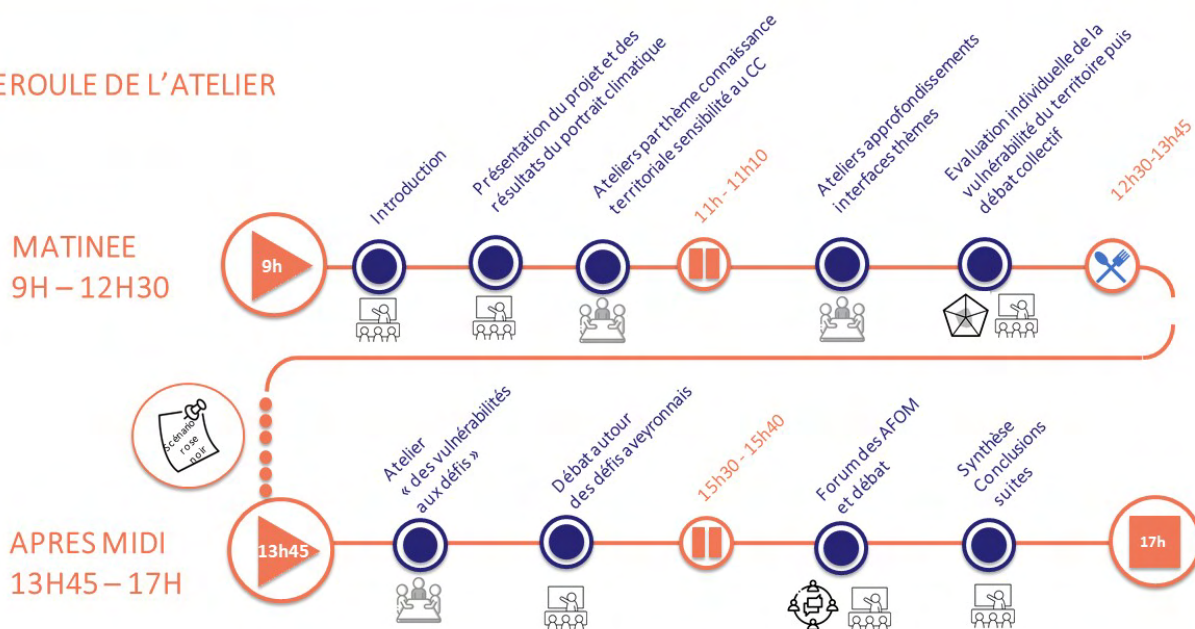 EROULE DE L'ATELIER
MATINEE
9H – 12H30
9h
Introduction
Présentation du projet et des
résultats du portrait climatique
Ateliers par thème connaissance
territoriale sensibilité au CC
11h - 11h10
Ateliers approfondissements
interfaces thèmes
Evaluation individuelle de la
vulnérabilité du territoire puis
débat collectif
12h30-13h45
Scénario
rose
noir
APRES MIDI
13H45 – 17H
13h45
Atelier
« des vulnérabilités
aux défis »
Débat autour
des défis aveyronnais
15h30 - 15h40
Forum des AFOM
et débat
Synthèse
Conclusions
suites
17h